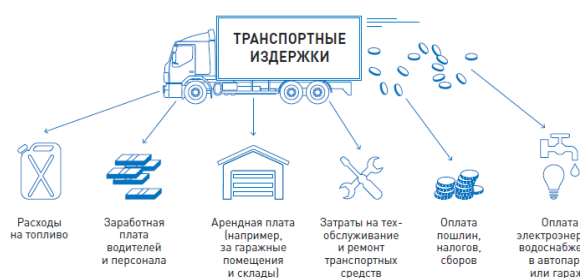 ТРАНСПОРТНЫЕ
ИЗДЕРЖКИ
Расходы
на топливо
Заработная
плата
водителей
и персонала
Арендная плата
(например,
за гаражные
помещения
и склады)
Затраты на тех-
обслуживание
и ремонт
транспортных
средств
Оплата
пошлин,
налогов,
сборов
Оплата
электроэнер
водоснабже
в автопар
или гараж